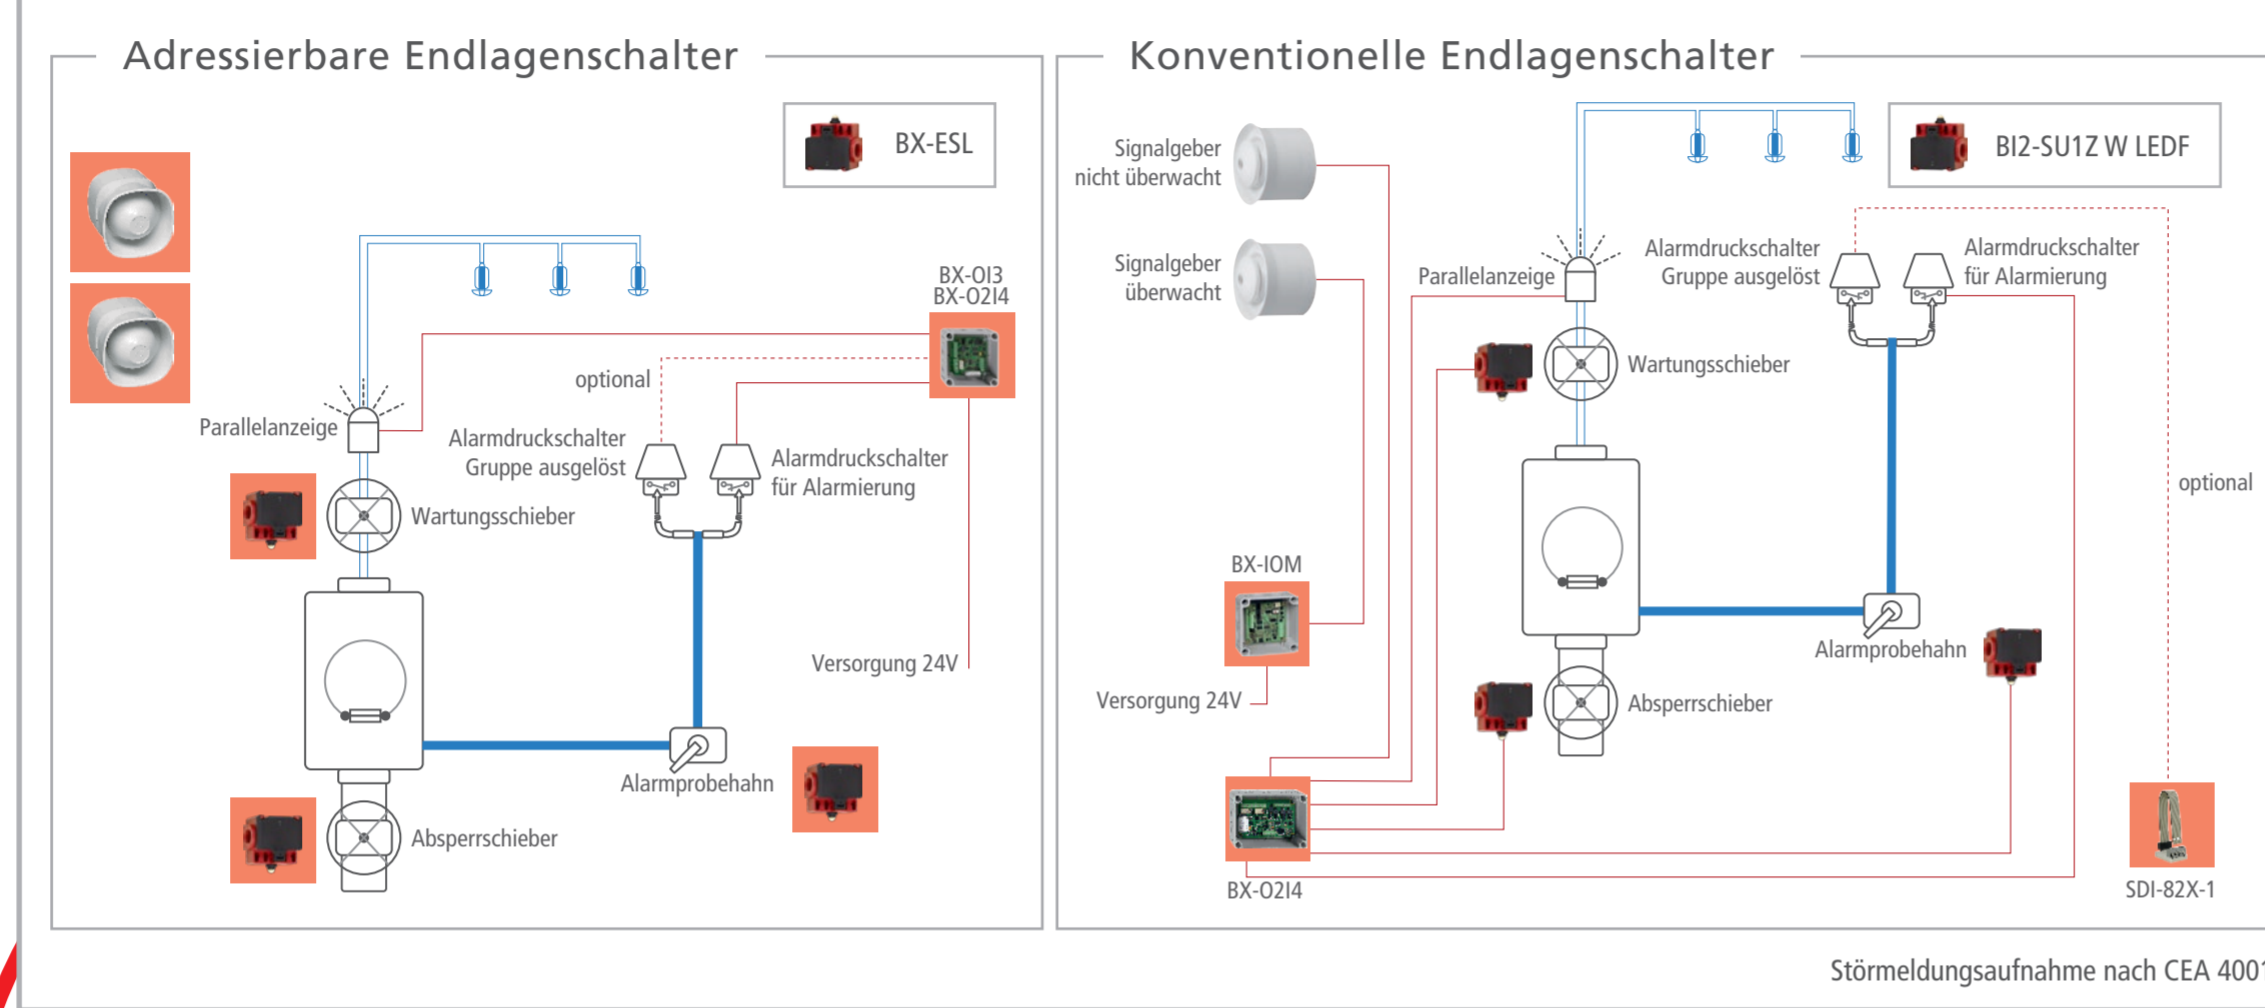 Adressierbare Endlagenschalter
BX-ESL
BX-OI3
BX-O2I4
optional
Parallelanzeige
Alarmdruckschalter
Gruppe ausgelöst
Alarmdruckschalter
für Alarmierung
Wartungsschieber
Versorgung 24V
Alarmprobehahn
Absperrschieber
Konventionelle Endlagenschalter
Signalgeber
nicht überwacht
BI2-SU1Z W LEDF
Signalgeber
überwacht
Parallelanzeige
Alarmdruckschalter
Gruppe ausgelöst
Alarmdruckschalter
für Alarmierung
Wartungsschieber
optional
BX-IOM
Alarmprobehahn
Versorgung 24V
Absperrschieber
BX-O2I4
SDI-82X-1
Störmeldungsaufnahme nach CEA 4001